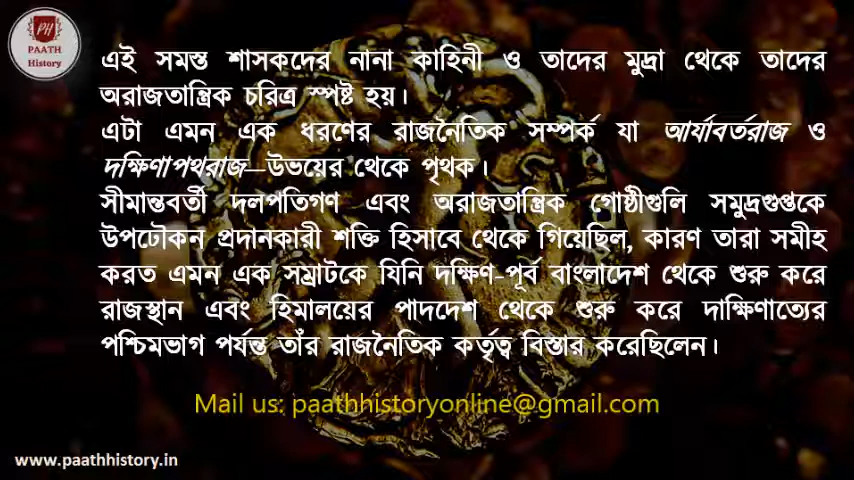 PH
PAATH
History
এই সমস্ত শাসকদের নানা কাহিনী ও তাদের মুদ্রা থেকে তাদের
অরাজতান্ত্রিক চরিত্র স্পষ্ট হয়।
এটা এমন এক ধরণের রাজনৈতিক সম্পর্ক যা আর্যাবর্তরাজ ও
দক্ষিণাপথরাজ—উভয়ের থেকে পৃথক।
সীমান্তবর্তী দলপতিগণ এবং অরাজতান্ত্রিক গোষ্ঠীগুলি সমুদ্রগুপ্তকে
উপঢৌকন প্রদানকারী শক্তি হিসাবে থেকে গিয়েছিল, কারণ তারা সমীহ
করত এমন এক সম্রাটকে যিনি দক্ষিণ-পূর্ব বাংলাদেশ থেকে শুরু করে
রাজস্থান এবং হিমালয়ের পাদদেশ থেকে শুরু করে দাক্ষিণাত্যের
পশ্চিমভাগ পর্যন্ত তাঁর রাজনৈতিক কর্তৃত্ব বিস্তার করেছিলেন।
Mail us: paathhistoryonline@gmail.com
www.paathhistory.in